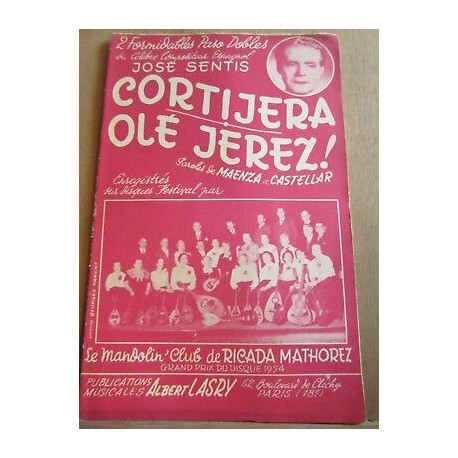 2 Formidables Paso Dobles
du Célèbre Compositeur Espagnol
JOSÉ SENTIS
CORTIJERA
OLÉ JEREZ!
Paroles de MAENZA et CASTELLAR
Enregistrés
sur disques Festival par
Le Mandolin' Club de RICADA MATHOREZ
GRAND PRIX DU DISQUE 1954
PUBLICATIONS
MUSICALES ALBERT LASRY
62, Boulevard de Clichy
PARIS (18e)